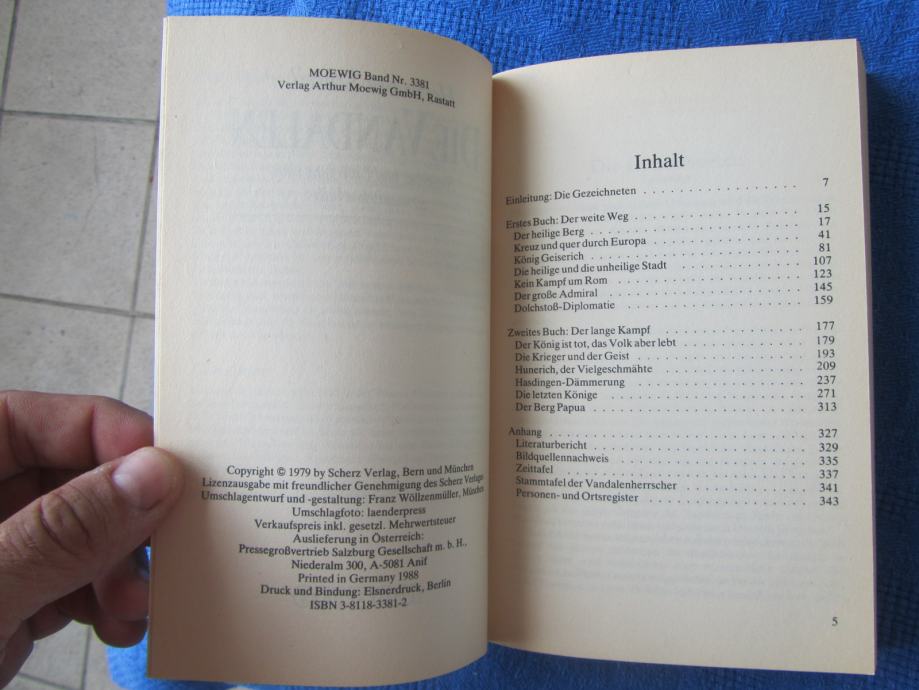 MOEWIG Band Nr. 3381
Verlag Arthur Moewig GmbH, Rastatt
DIE VANDALEN
Copyright © 1979 by Scherz Verlag, Bern und München
Lizenzausgabe mit freundlicher Genehmigung des Scherz Verlages
Umschlagentwurf und -gestaltung: Franz Wöllzenmüller, München
Umschlagfoto: laenderpress
Verkaufspreis inkl. gesetzl. Mehrwertsteuer
Auslieferung in Österreich:
Pressegroßvertrieb Salzburg Gesellschaft m. b. H.,
Niederalm 300, A-5081 Anif
Printed in Germany 1988
Druck und Bindung: Elsnerdruck, Berlin
ISBN 3-8118-3381-2
Inhalt
Einleitung: Die Gezeichneten . . . . . . . . . . . . . . . 7
Erstes Buch: Der weite Weg . . . . . . . . . . . . . . . 15
Der heilige Berg . . . . . . . . . . . . . . . 17
Kreuz und quer durch Europa . . . . . . . . . . . . . . . 41
König Geiserich . . . . . . . . . . . . . . . 81
Die heilige und die unheilige Stadt . . . . . . . . . . . . . . . 107
Kein Kampf um Rom . . . . . . . . . . . . . . . 123
Der große Admiral . . . . . . . . . . . . . . . 145
Dolchstoß-Diplomatie . . . . . . . . . . . . . . . 159
Zweites Buch: Der lange Kampf . . . . . . . . . . . . . . . 177
Der König ist tot, das Volk aber lebt . . . . . . . . . . . . . . . 179
Die Krieger und der Geist . . . . . . . . . . . . . . . 193
Hunerich, der Vielgeschmähte . . . . . . . . . . . . . . . 209
Hasdingen-Dämmerung . . . . . . . . . . . . . . . 237
Die letzten Könige . . . . . . . . . . . . . . . 271
Der Berg Papua . . . . . . . . . . . . . . . 313
Anhang . . . . . . . . . . . . . . . 327
Literaturbericht . . . . . . . . . . . . . . . 329
Bildquellennachweis . . . . . . . . . . . . . . . 335
Zeittafel . . . . . . . . . . . . . . . 337
Stammtafel der Vandalenherrscher . . . . . . . . . . . . . . . 341
Personen- und Ortsregister . . . . . . . . . . . . . . . 343
5